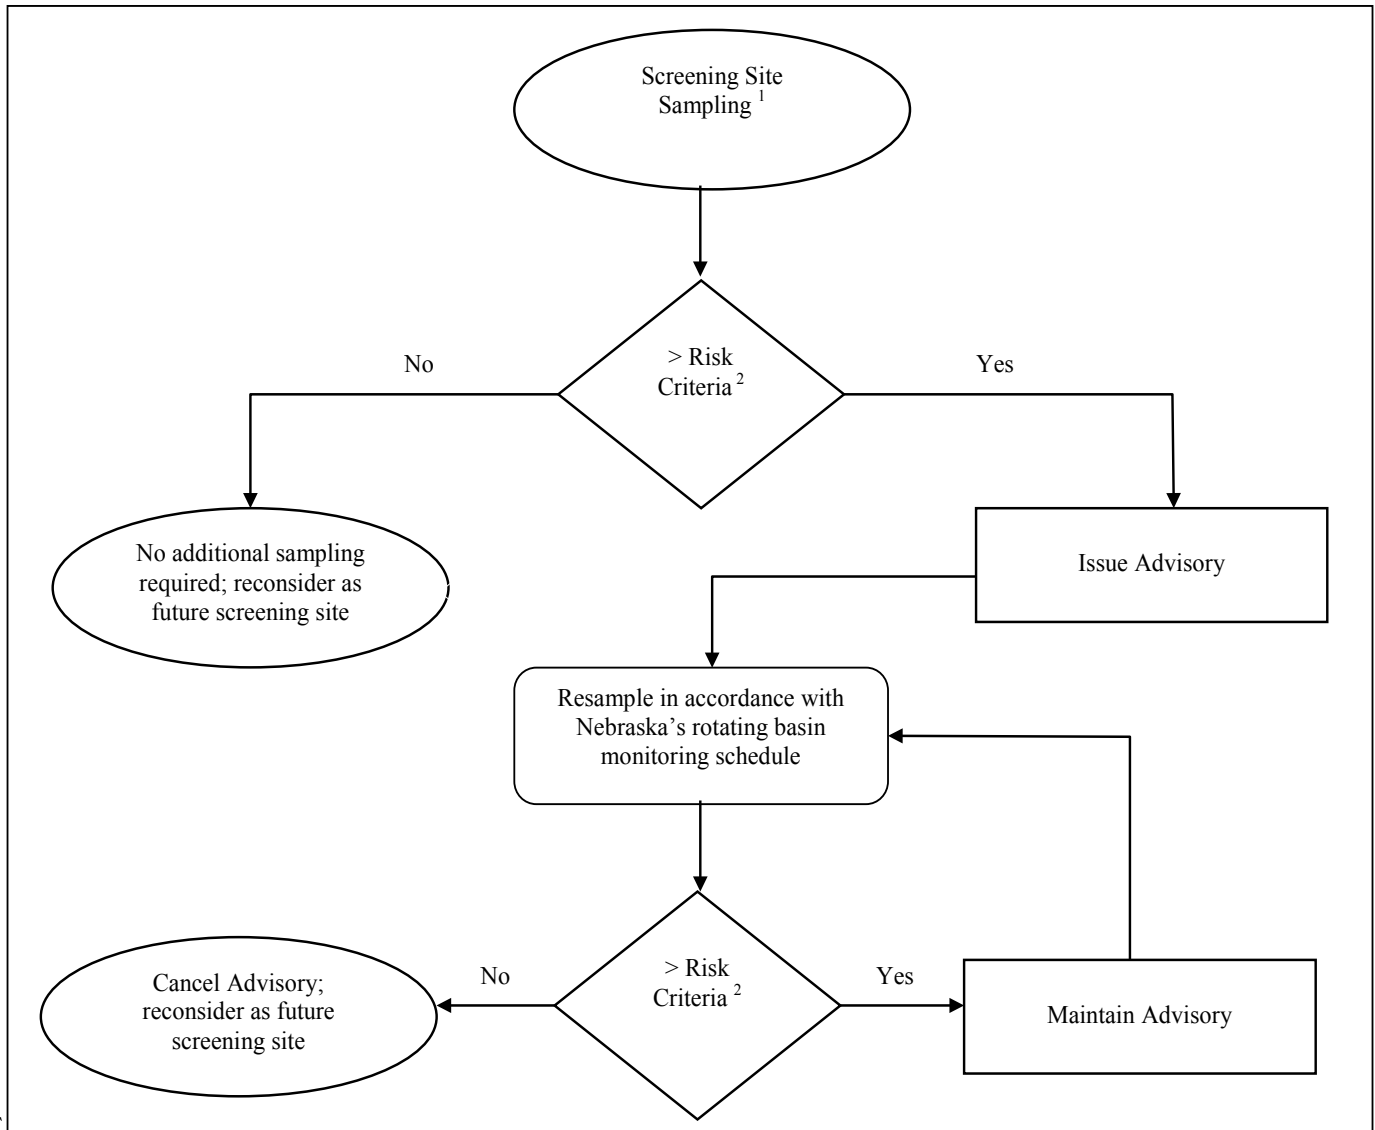 Screening Site
Sampling 1
> Risk
Criteria 2
No
Yes
No additional sampling
required; reconsider as
future screening site
Issue Advisory
Resample in accordance with
Nebraska’s rotating basin
monitoring schedule
> Risk
Criteria 2
No
Yes
Cancel Advisory;
reconsider as future
screening site
Maintain Advisory